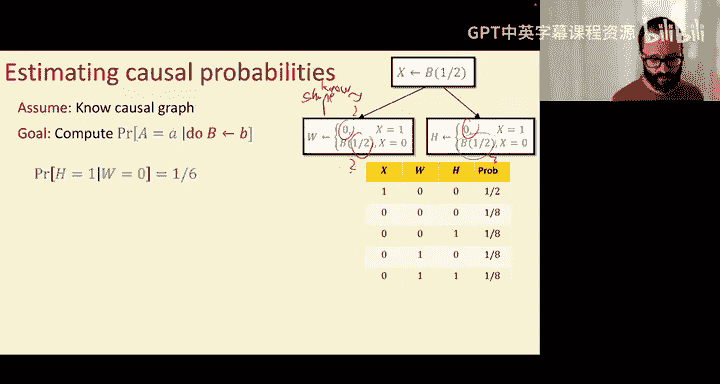 GPT中英字幕课程资源 bilibili
Estimating causal probabilities
X ← B(1/2)
Assume: Know causal graph
Goal: Compute Pr[A = a |do B ← b]
know
shape
?
W ← { 0, X = 1
B(1/2), X = 0
?
H ← { 0, X = 1
B(1/2), X = 0
?
Pr[H = 1|W = 0] = 1/6
X W H Prob
1 0 0 1/2
0 0 0 1/8
0 0 1 1/8
0 1 0 1/8
0 1 1 1/8